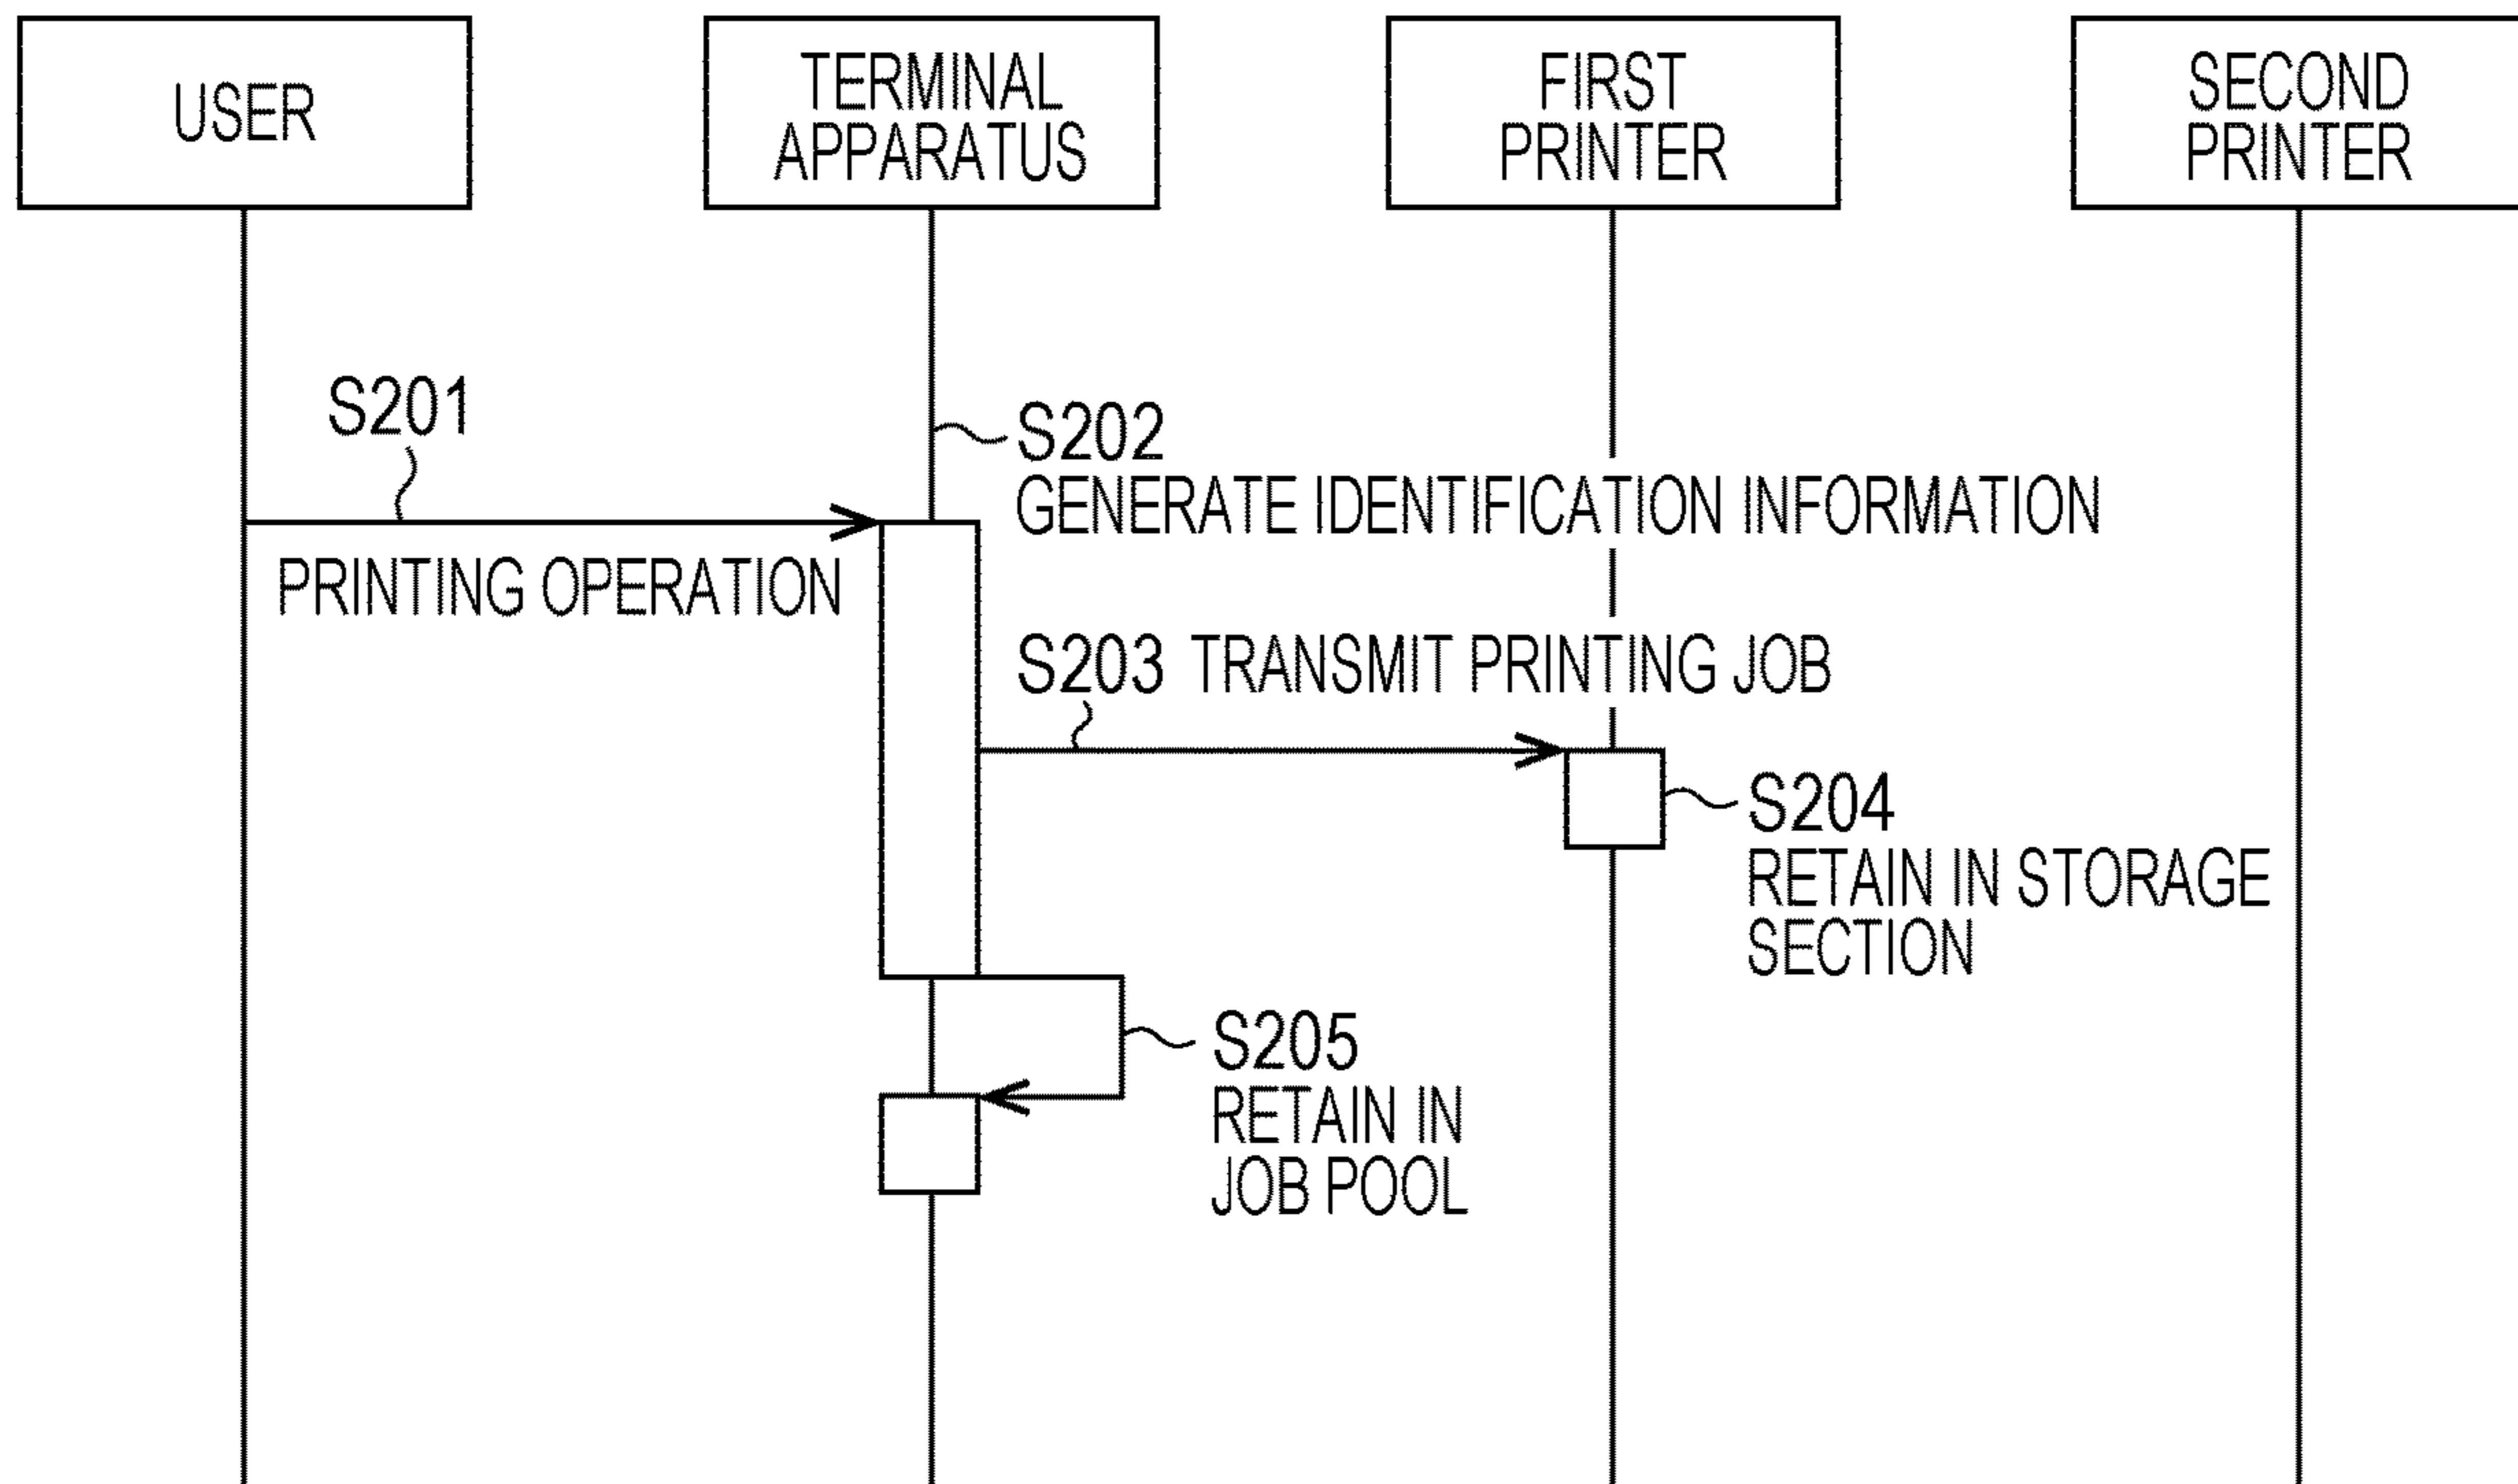 USER
TERMINAL
APPARATUS
FIRST
PRINTER
SECOND
PRINTER
S201
PRINTING OPERATION
S202
GENERATE IDENTIFICATION INFORMATION
S203 TRANSMIT PRINTING JOB
S204
RETAIN IN STORAGE
SECTION
S205
RETAIN IN
JOB POOL